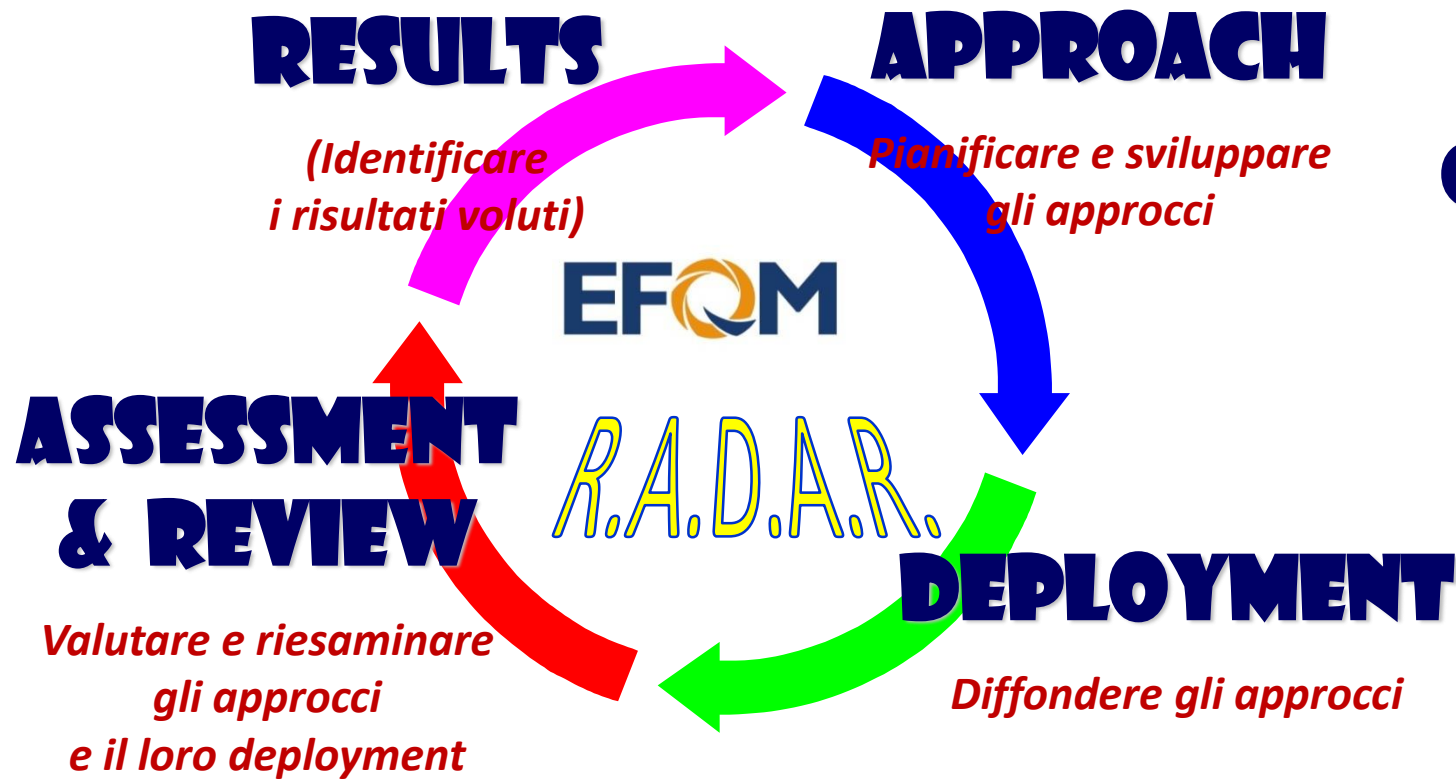 RESULTS
(Identificare
i risultati voluti)
APPROACH
Pianificare e sviluppare
gli approcci
EFQM
R.A.D.A.R.
ASSESSMENT
& REVIEW
Valutare e riesaminare
gli approcci
e il loro deployment
DEPLOYMENT
Diffondere gli approcci